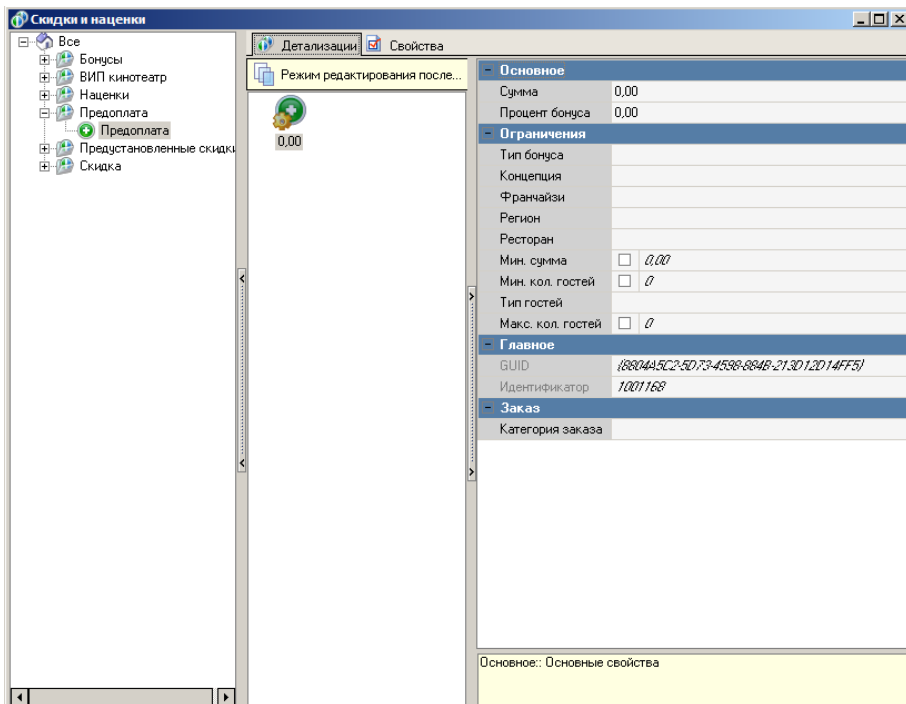 Скидки и наценки
Все
Бонусы
ВИП кинотеатр
Наценки
Предоплата
Предоплата
Предустановленные скидки
Скидка
Детализации
Свойства
Режим редактирования после...
0,00
Основное
Сумма 0,00
Процент бонуса 0,00
Ограничения
Тип бонуса
Концепция
Франчайзи
Регион
Ресторан
Мин. сумма 0,00
Мин. кол. гостей 0
Тип гостей
Макс. кол. гостей 0
Главное
GUID {8804A5C2-5D73-4598-884B-213D12D14FF5}
Идентификатор 1001168
Заказ
Категория заказа
Основное:: Основные свойства